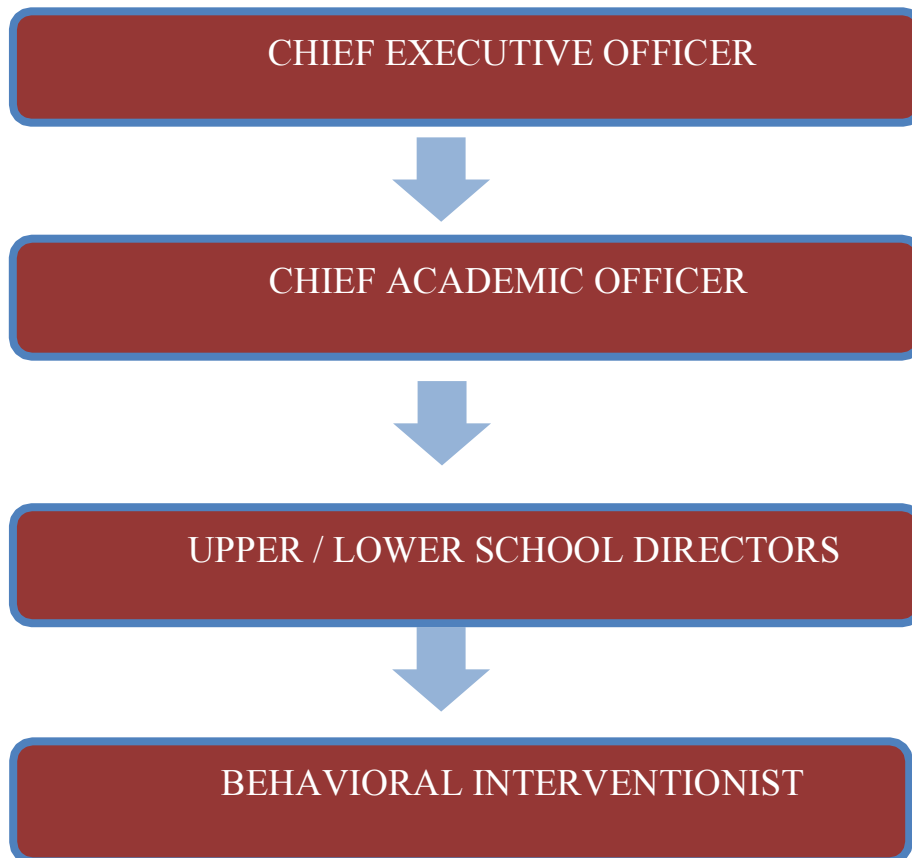 CHIEF EXECUTIVE OFFICER
CHIEF ACADEMIC OFFICER
UPPER / LOWER SCHOOL DIRECTORS
BEHAVIORAL INTERVENTIONIST